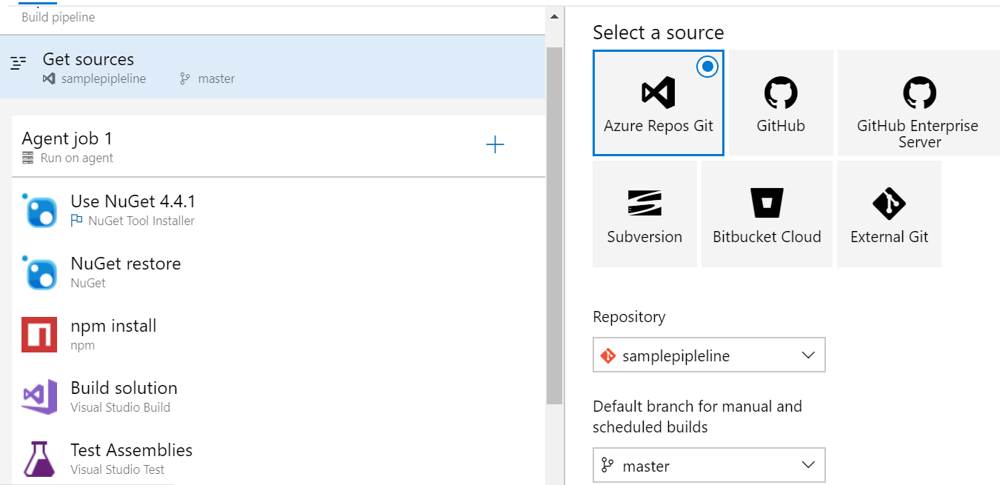 Build pipeline
Get sources
samplepipleline master
Agent job 1
Run on agent
Use NuGet 4.4.1
NuGet Tool Installer
NuGet restore
NuGet
npm install
npm
Build solution
Visual Studio Build
Test Assemblies
Visual Studio Test
Select a source
Azure Repos Git
GitHub
GitHub Enterprise
Server
Subversion
Bitbucket Cloud
External Git
Repository
samplepipleline
Default branch for manual and
scheduled builds
master